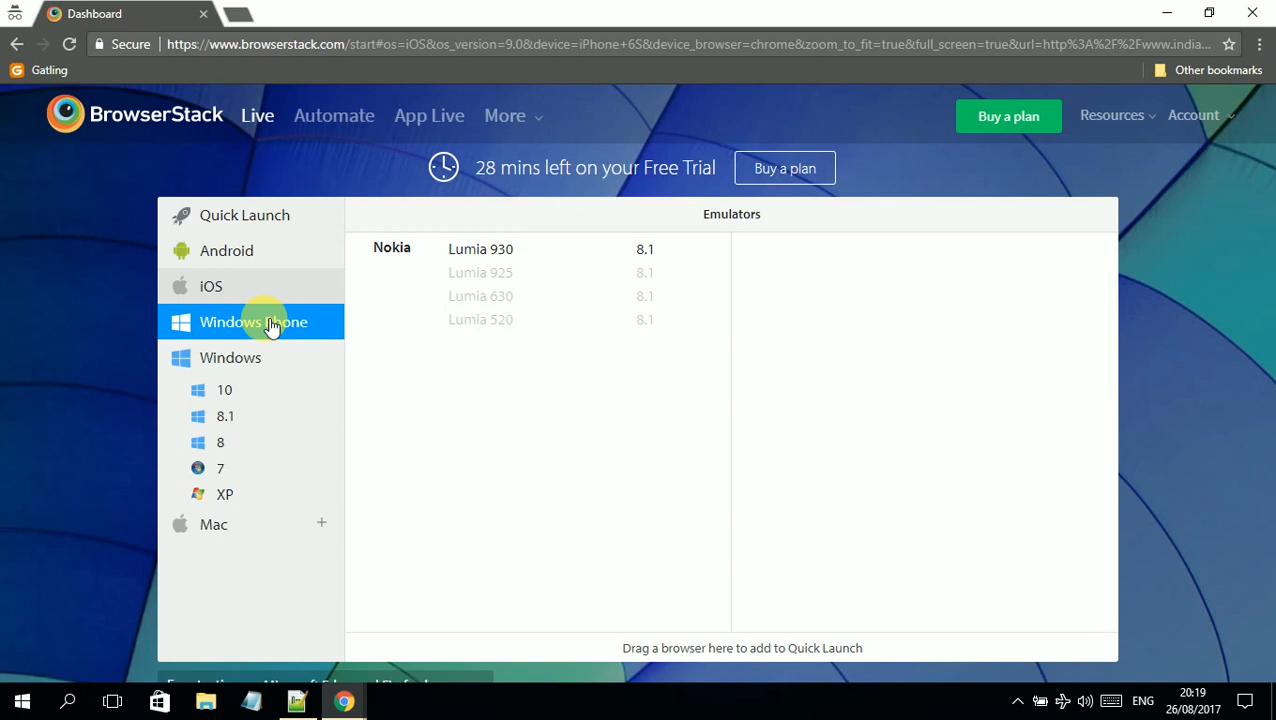 Dashboard
Secure https://www.browserstack.com/start#os=iOS&os_version=9.0&device=iPhone+6S&device_browser=chrome&zoom_to_fit=true&full_screen=true&url=http%3A%2F%2Fwww.india...
Gatling
Other bookmarks
BrowserStack Live Automate App Live More
Buy a plan Resources Account
28 mins left on your Free Trial Buy a plan
Quick Launch
Android
iOS
Windows Phone
Windows
10
8.1
8
7
XP
Mac +
Emulators
Nokia Lumia 930 8.1
Lumia 925 8.1
Lumia 630 8.1
Lumia 520 8.1
Drag a browser here to add to Quick Launch
ENG
20:19
26/08/2017